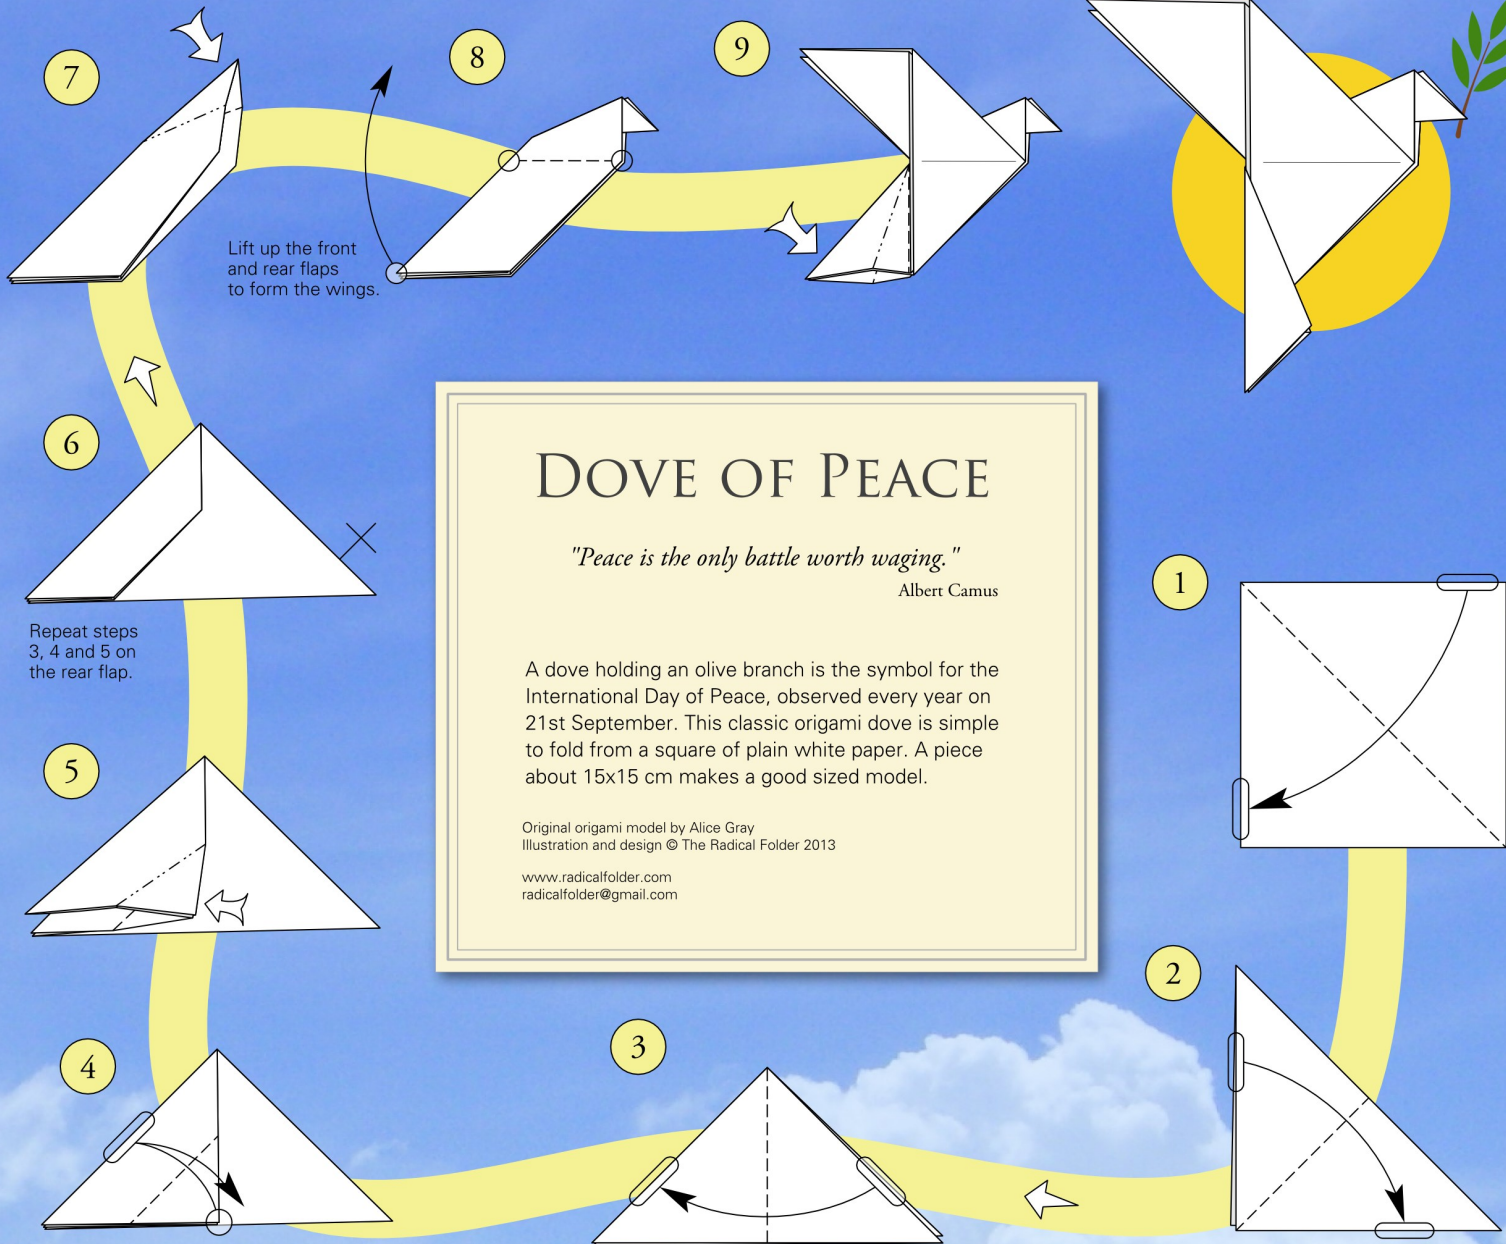 7
8
9
Lift up the front
and rear flaps
to form the wings.
6
Repeat steps
3, 4 and 5 on
the rear flap.
5
4
3
2
1
DOVE OF PEACE
"Peace is the only battle worth waging."
Albert Camus
A dove holding an olive branch is the symbol for the
International Day of Peace, observed every year on
21st September. This classic origami dove is simple
to fold from a square of plain white paper. A piece
about 15x15 cm makes a good sized model.
Original origami model by Alice Gray
Illustration and design © The Radical Folder 2013
www.radicalfolder.com
radicalfolder@gmail.com